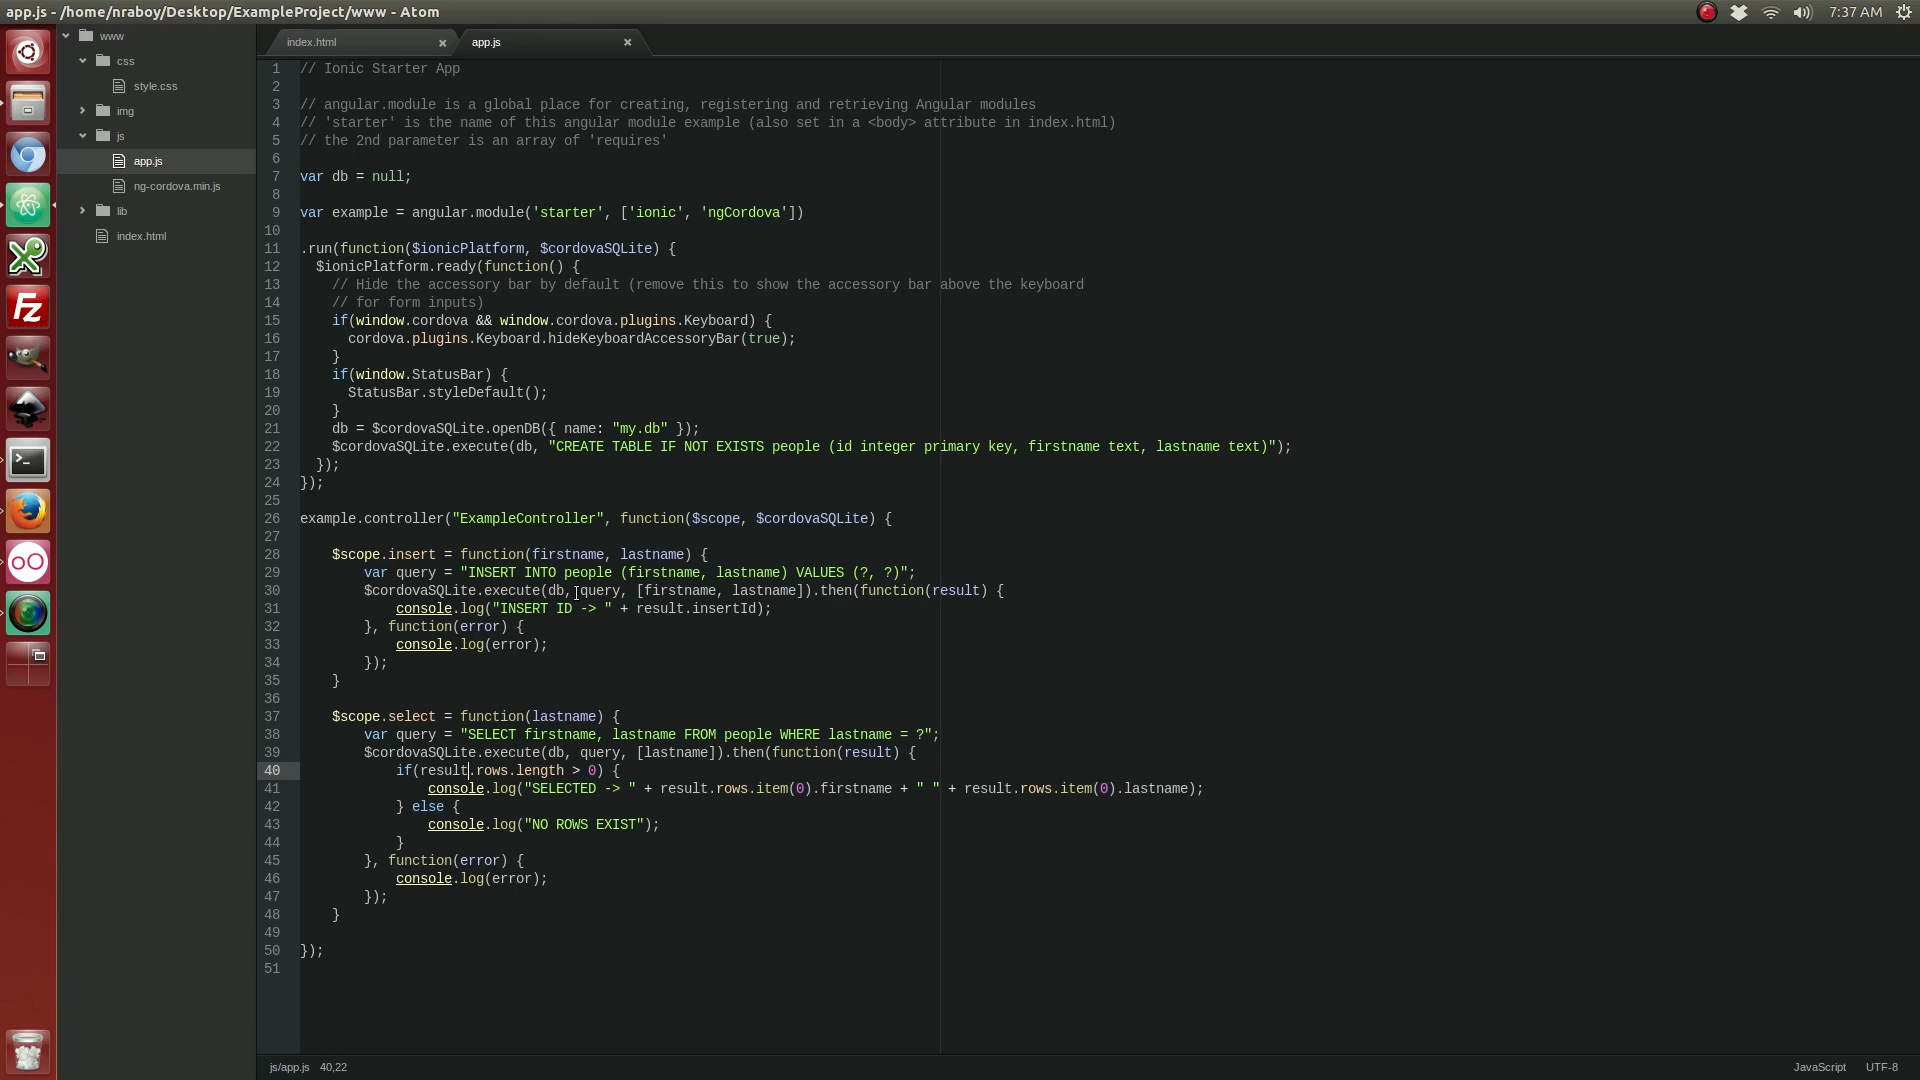 app.js - /home/nraboy/Desktop/ExampleProject/www - Atom
7:37 AM
www
css
style.css
img
js
app.js
ng-cordova.min.js
lib
index.html
index.html
app.js
1 // Ionic Starter App
2
3 // angular.module is a global place for creating, registering and retrieving Angular modules
4 // 'starter' is the name of this angular module example (also set in a <body> attribute in index.html)
5 // the 2nd parameter is an array of 'requires'
6
7 var db = null;
8
9 var example = angular.module('starter', ['ionic', 'ngCordova'])
10
11 .run(function($ionicPlatform, $cordovaSQLite) {
12   $ionicPlatform.ready(function() {
13     // Hide the accessory bar by default (remove this to show the accessory bar above the keyboard
14     // for form inputs)
15     if(window.cordova && window.cordova.plugins.Keyboard) {
16       cordova.plugins.Keyboard.hideKeyboardAccessoryBar(true);
17     }
18     if(window.StatusBar) {
19       StatusBar.styleDefault();
20     }
21     db = $cordovaSQLite.openDB({ name: "my.db" });
22     $cordovaSQLite.execute(db, "CREATE TABLE IF NOT EXISTS people (id integer primary key, firstname text, lastname text)");
23   });
24 });
25
26 example.controller("ExampleController", function($scope, $cordovaSQLite) {
27
28     $scope.insert = function(firstname, lastname) {
29         var query = "INSERT INTO people (firstname, lastname) VALUES (?, ?)";
30         $cordovaSQLite.execute(db, query, [firstname, lastname]).then(function(result) {
31             console.log("INSERT ID -> " + result.insertId);
32         }, function(error) {
33             console.log(error);
34         });
35     }
36
37     $scope.select = function(lastname) {
38         var query = "SELECT firstname, lastname FROM people WHERE lastname = ?";
39         $cordovaSQLite.execute(db, query, [lastname]).then(function(result) {
40             if(result.rows.length > 0) {
41                 console.log("SELECTED -> " + result.rows.item(0).firstname + " " + result.rows.item(0).lastname);
42             } else {
43                 console.log("NO ROWS EXIST");
44             }
45         }, function(error) {
46             console.log(error);
47         });
48     }
49
50 });
51
js/app.js 40,22
JavaScript UTF-8